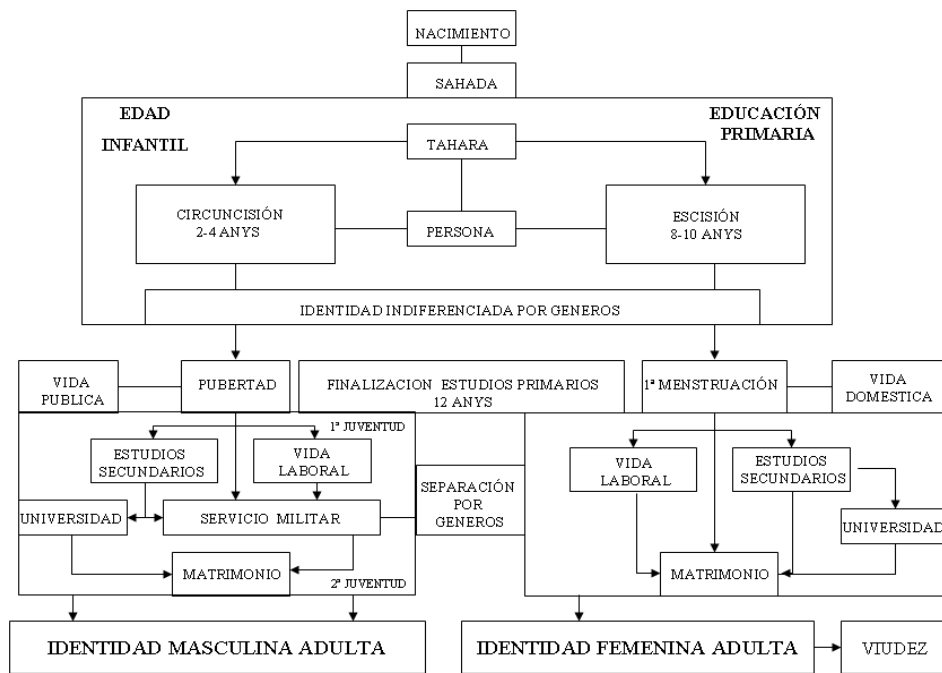 NACIMIENTO
SAHADA
EDAD
INFANTIL
EDUCACIÓN
PRIMARIA
TAHARA
CIRCUNCISIÓN
2-4 ANYS
PERSONA
ESCISIÓN
8-10 ANYS
IDENTIDAD INDIFERENCIADA POR GENEROS
VIDA
PUBLICA
PUBERTAD
FINALIZACION ESTUDIOS PRIMARIOS
12 ANYS
1ª MENSTRUACIÓN
VIDA
DOMESTICA
1ª JUVENTUD
ESTUDIOS
SECUNDARIOS
VIDA
LABORAL
UNIVERSIDAD
SERVICIO MILITAR
MATRIMONIO
2ª JUVENTUD
SEPARACIÓN
POR
GENEROS
VIDA
LABORAL
ESTUDIOS
SECUNDARIOS
UNIVERSIDAD
MATRIMONIO
IDENTIDAD MASCULINA ADULTA
IDENTIDAD FEMENINA ADULTA
VIUDEZ